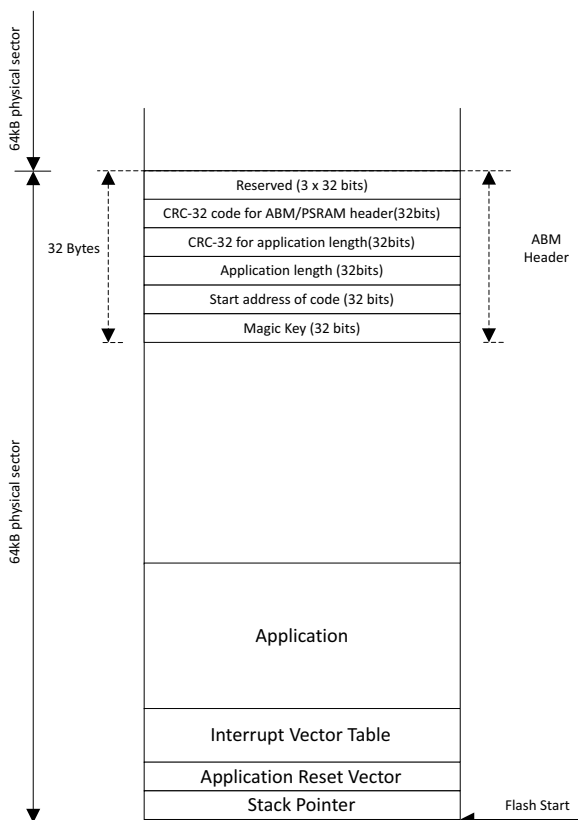 64kB physical sector
Reserved (3 x 32 bits)
CRC-32 code for ABM/PSRAM header(32bits)
32 Bytes
CRC-32 for application length(32bits)
ABM
Header
Application length (32bits)
Start address of code (32 bits)
Magic Key (32 bits)
64kB physical sector
Application
Interrupt Vector Table
Application Reset Vector
Stack Pointer
Flash Start